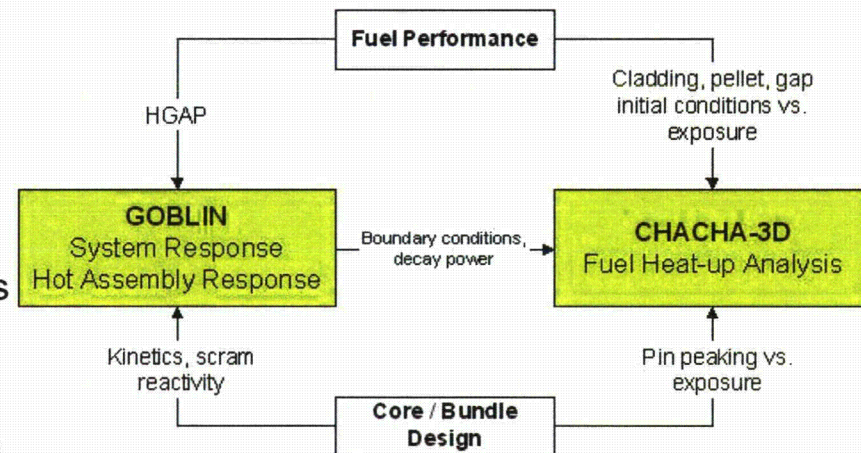 Fuel Performance
HGAP
Cladding, pellet, gap
initial conditions vs.
exposure
GOBLIN
System Response
Hot Assembly Response
Boundary conditions,
decay power
CHACHA-3D
Fuel Heat-up Analysis
s
Kinetics, scram
reactivity
Pin peaking vs.
exposure
Core / Bundle
Design